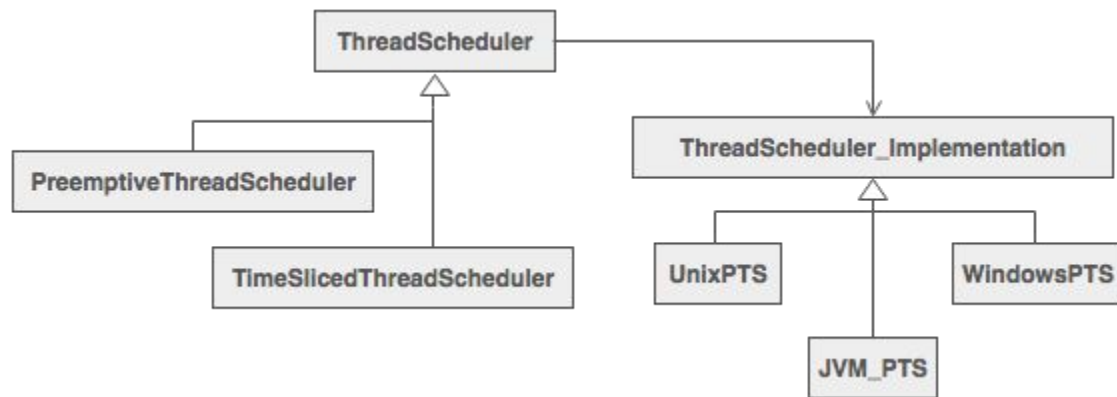 ThreadScheduler
ThreadScheduler_Implementation
PreemptiveThreadScheduler
TimeSlicedThreadScheduler
UnixPTS
WindowsPTS
JVM_PTS